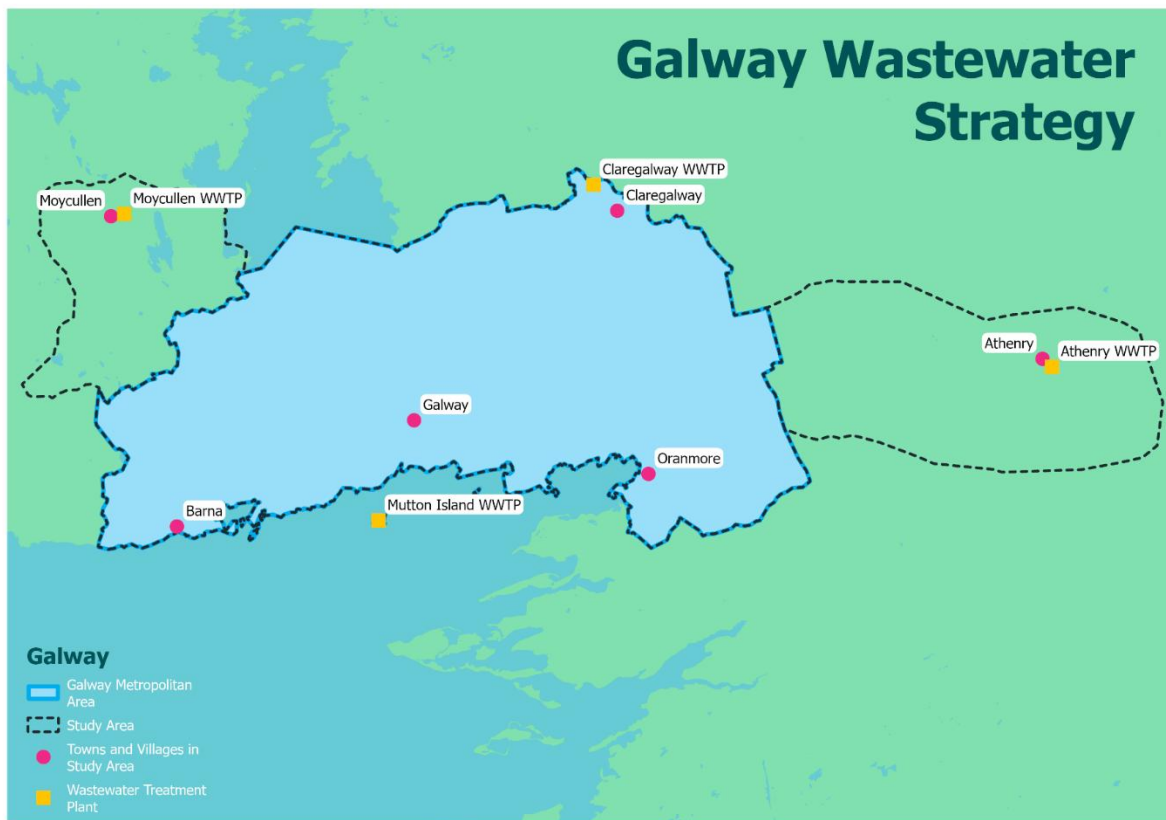 Galway Wastewater
Strategy
Claregalway WWTP
Claregalway
Moycullen
Moycullen WWTP
Athenry
Athenry WWTP
Galway
Oranmore
Mutton Island WWTP
Barna
Galway
Galway Metropolitan
Area
Study Area
Towns and Villages in
Study Area
Wastewater Treatment
Plant